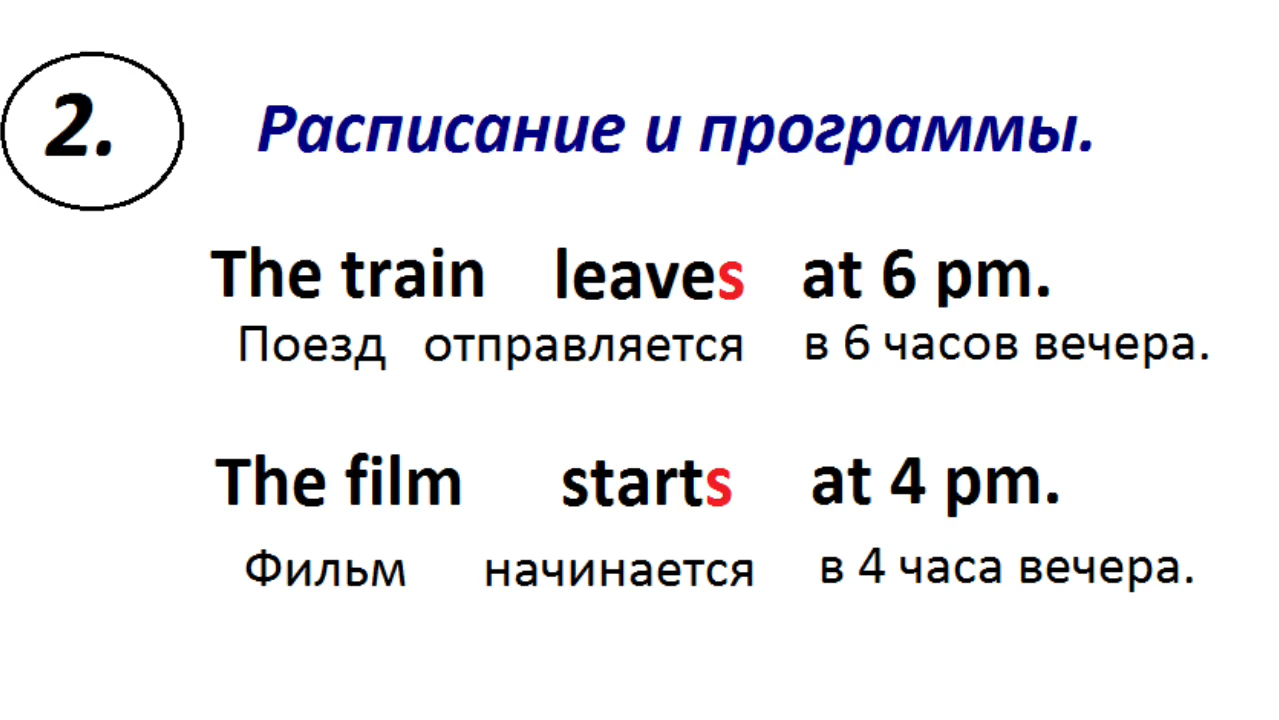 2. Расписание и программы.
The train leaves at 6 pm.
Поезд отправляется в 6 часов вечера.
The film starts at 4 pm.
Фильм начинается в 4 часа вечера.